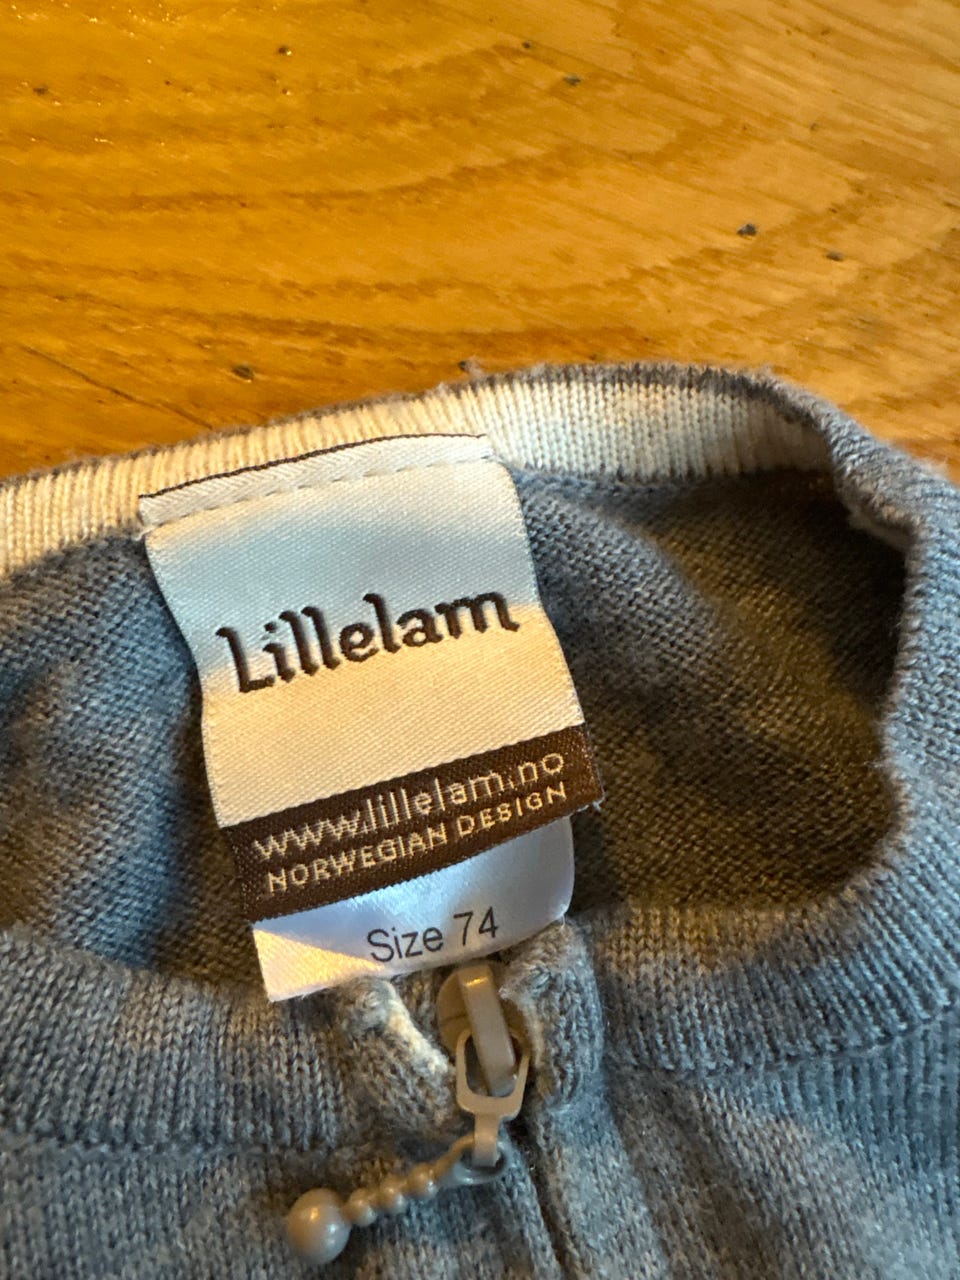 Lillelam
www.lillelam.no
NORWEGIAN DESIGN
Size 74